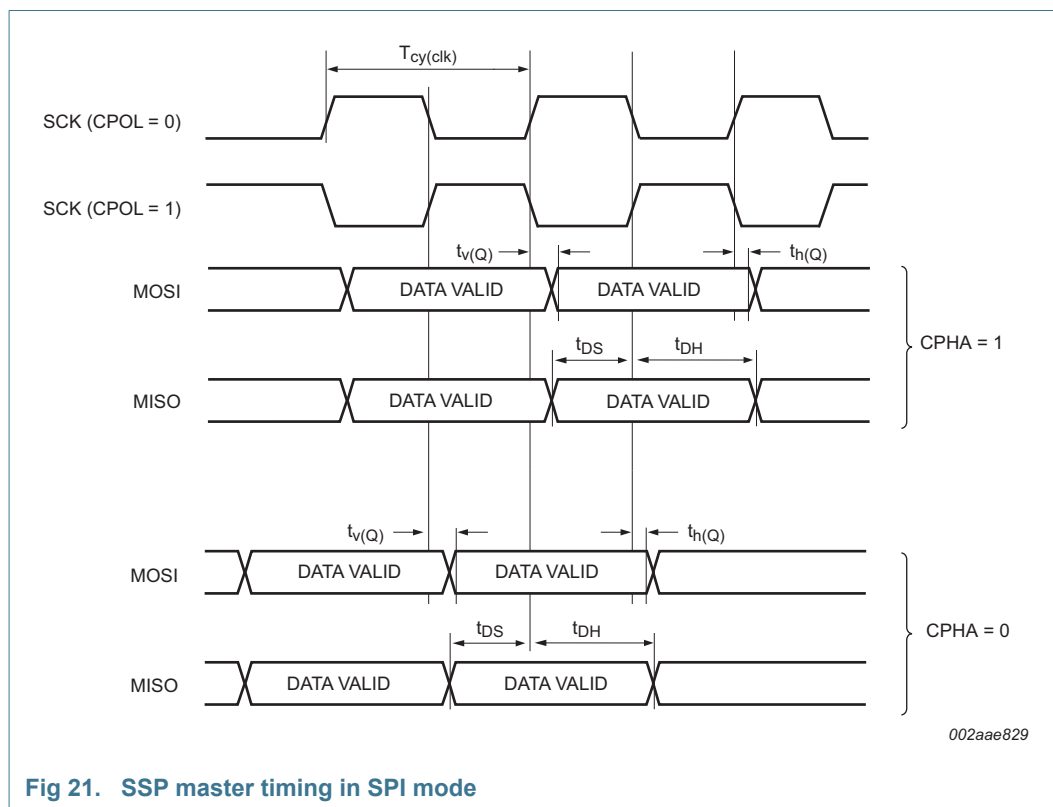 Tcy(clk)
SCK (CPOL = 0)
SCK (CPOL = 1)
tv(Q)
th(Q)
MOSI
DATA VALID
DATA VALID
CPHA = 1
tDS
tDH
MISO
DATA VALID
DATA VALID
tv(Q)
th(Q)
MOSI
DATA VALID
DATA VALID
CPHA = 0
tDS
tDH
MISO
DATA VALID
DATA VALID
002aae829
Fig 21. SSP master timing in SPI mode